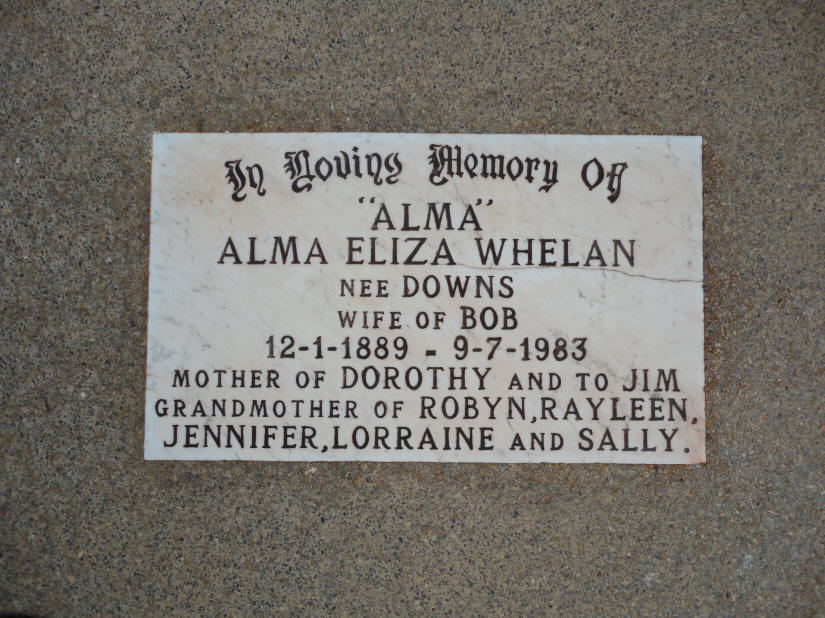 In Loving Memory Of
"ALMA"
ALMA ELIZA WHELAN
NEE DOWNS
WIFE OF BOB
12-1-1889 - 9-7-1983
MOTHER OF DOROTHY AND TO JIM
GRANDMOTHER OF ROBYN, RAYLEEN,
JENNIFER, LORRAINE AND SALLY.